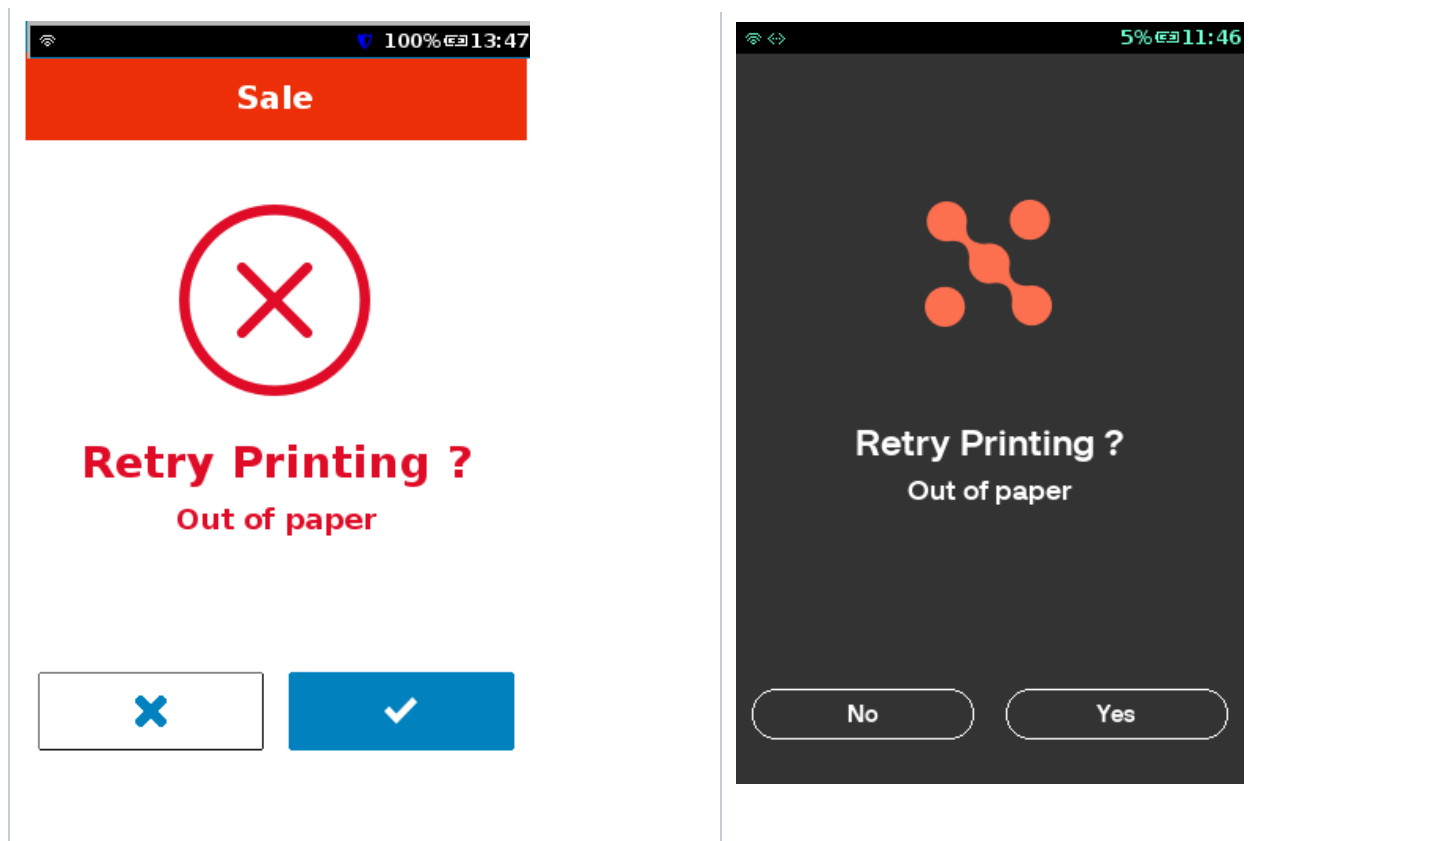 100% 13:47
Sale
Retry Printing ?
Out of paper
5% 11:46
Retry Printing ?
Out of paper
No
Yes